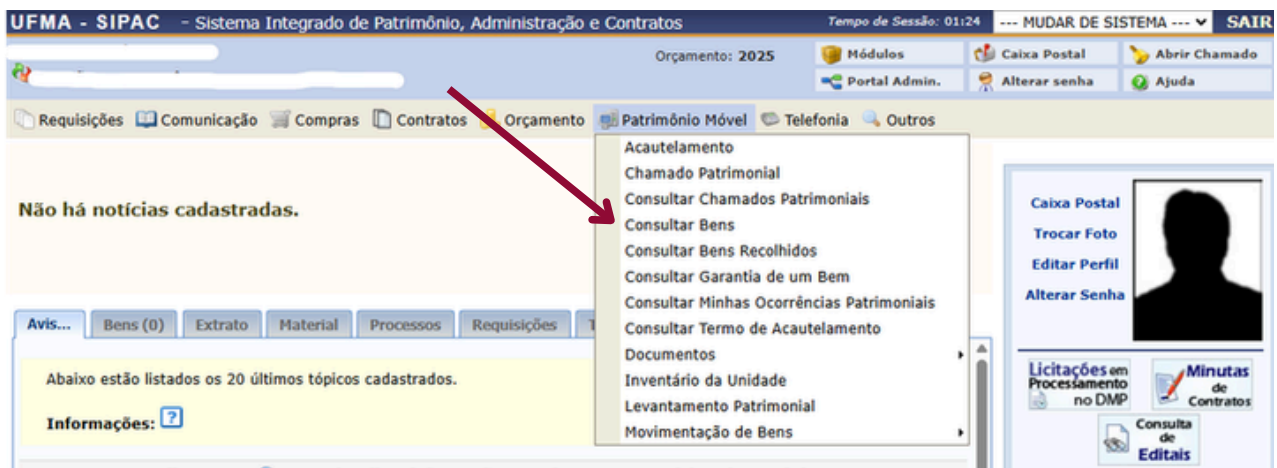 UFMA - SIPAC - Sistema Integrado de Patrimônio, Administração e Contratos Tempo de Sessão: 01:24 --- MUDAR DE SISTEMA --- SAIR
Orçamento: 2025 Módulos Caixa Postal Abrir Chamado
Portal Admin. Alterar senha Ajuda
Requisições Comunicação Compras Contratos Orçamento Patrimônio Móvel Telefonia Outros
Acautelamento
Chamado Patrimonial
Consultar Chamados Patrimoniais
Consultar Bens
Consultar Bens Recolhidos
Consultar Garantia de um Bem
Consultar Minhas Ocorrências Patrimoniais
Consultar Termo de Acautelamento
Documentos
Inventário da Unidade
Levantamento Patrimonial
Movimentação de Bens
Não há notícias cadastradas.
Caixa Postal
Trocar Foto
Editar Perfil
Alterar Senha
Avis... Bens (0) Extrato Material Processos Requisições
Abaixo estão listados os 20 últimos tópicos cadastrados.
Informações: ?
Licitações em
Processamento
no DMP
Minutas
de
Contratos
Consulta
de
Editais